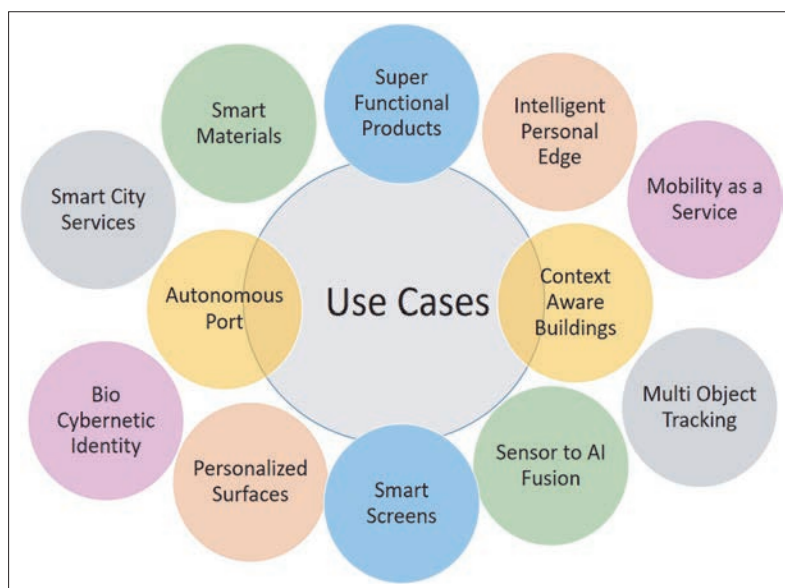 Super
Functional
Products
Smart
Materials
Intelligent
Personal
Edge
Smart City
Services
Mobility as a
Service
Autonomous
Port
Use Cases
Context
Aware
Buildings
Bio
Cybernetic
Identity
Multi Object
Tracking
Personalized
Surfaces
Smart
Screens
Sensor to AI
Fusion